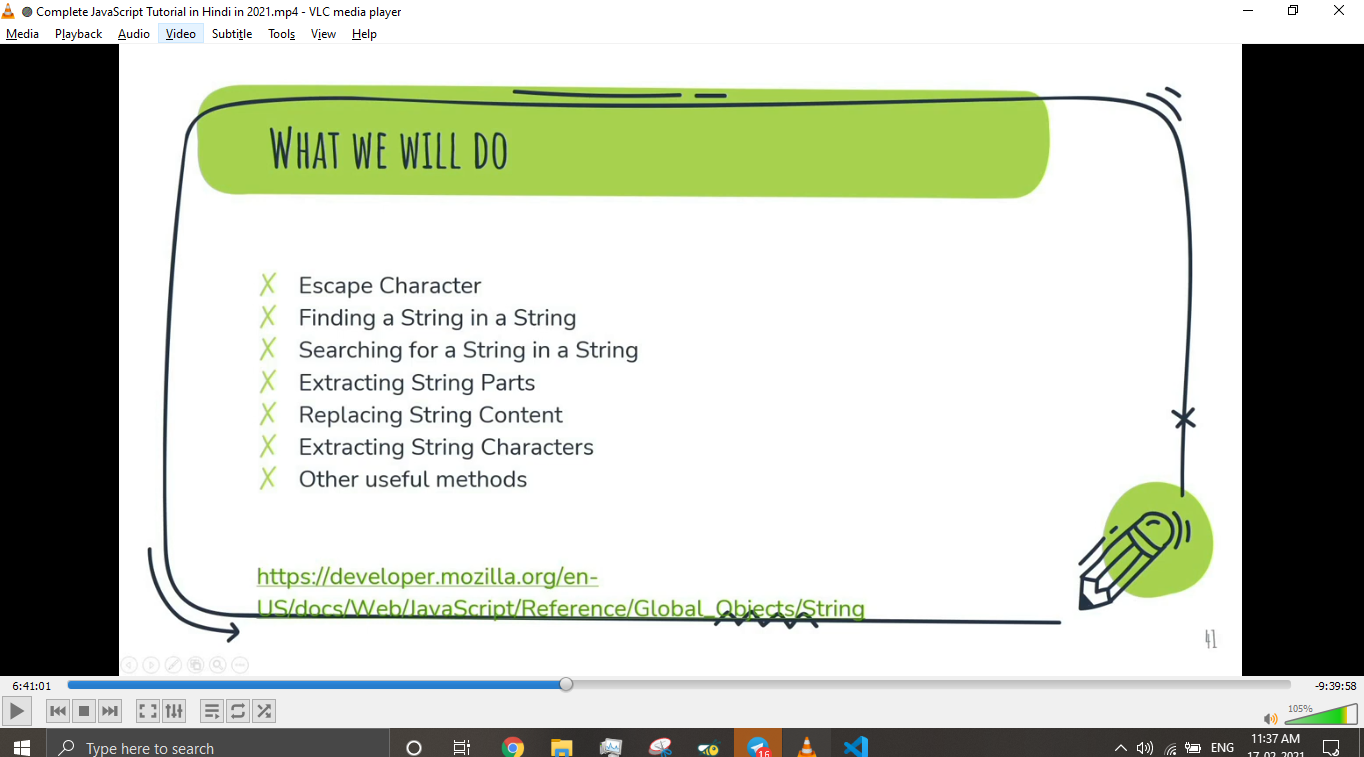 Complete JavaScript Tutorial in Hindi in 2021.mp4 - VLC media player
Media Playback Audio Video Subtitle Tools View Help
WHAT WE WILL DO
X Escape Character
X Finding a String in a String
X Searching for a String in a String
X Extracting String Parts
X Replacing String Content
X Extracting String Characters
X Other useful methods
https://developer.mozilla.org/en-
US/docs/Web/JavaScript/Reference/Global_Objects/String
41
6:41:01 -9:39:58
105%
Type here to search 16 ENG 11:37 AM
17-02-2021